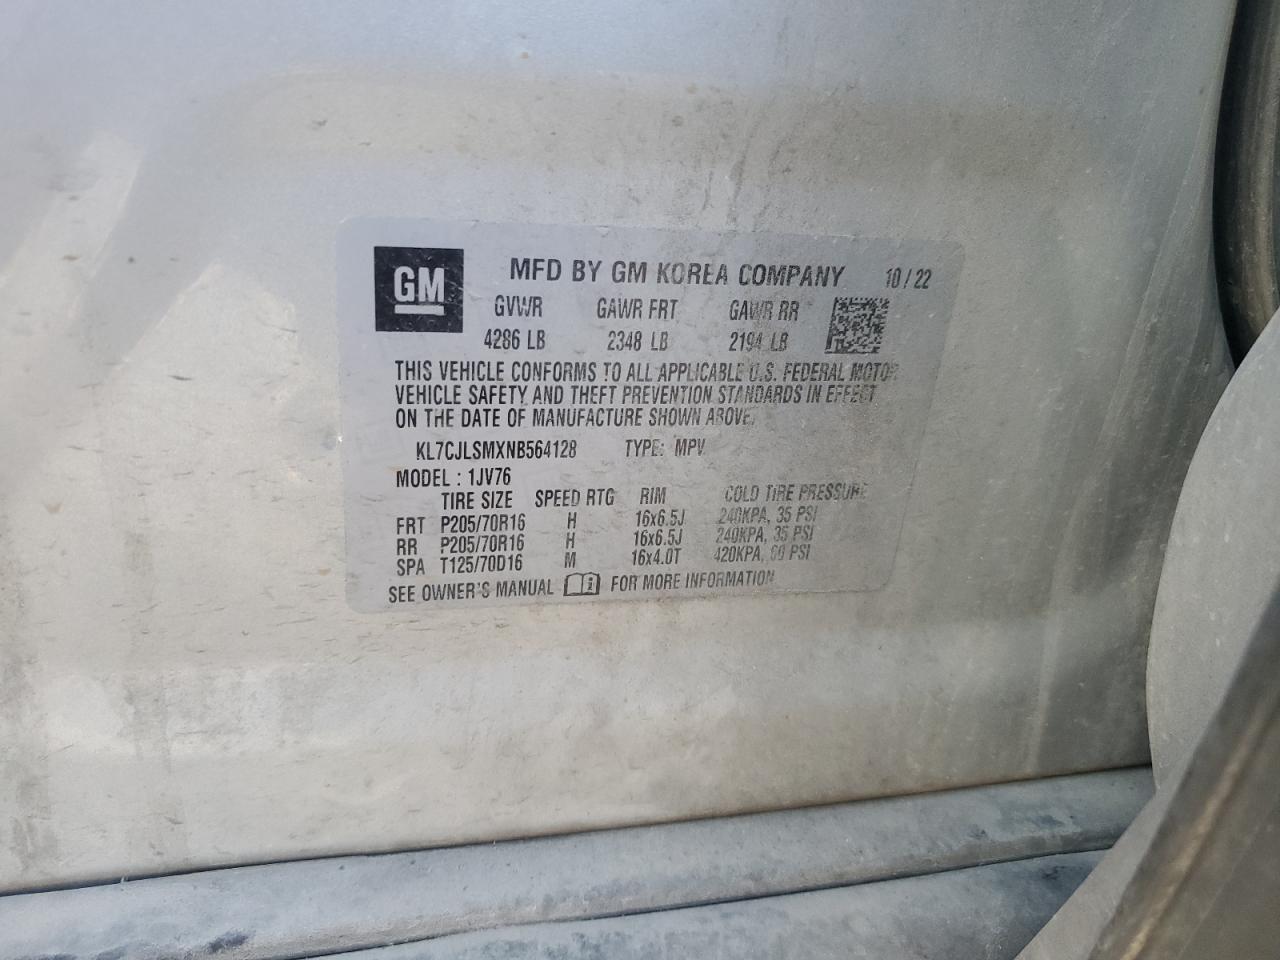 GM MFD BY GM KOREA COMPANY 10/22
GVWR GAWR FRT GAWR RR
4286 LB 2348 LB 2194 LB
THIS VEHICLE CONFORMS TO ALL APPLICABLE U.S. FEDERAL MOTOR
VEHICLE SAFETY AND THEFT PREVENTION STANDARDS IN EFFECT
ON THE DATE OF MANUFACTURE SHOWN ABOVE.
KL7CJLSMXNB564128 TYPE: MPV
MODEL : 1JV76
TIRE SIZE SPEED RTG RIM COLD TIRE PRESSURE
FRT P205/70R16 H 16x6.5J 240KPA, 35 PSI
RR P205/70R16 H 16x6.5J 240KPA, 35 PSI
SPA T125/70D16 M 16x4.0T 420KPA, 60 PSI
SEE OWNER'S MANUAL FOR MORE INFORMATION